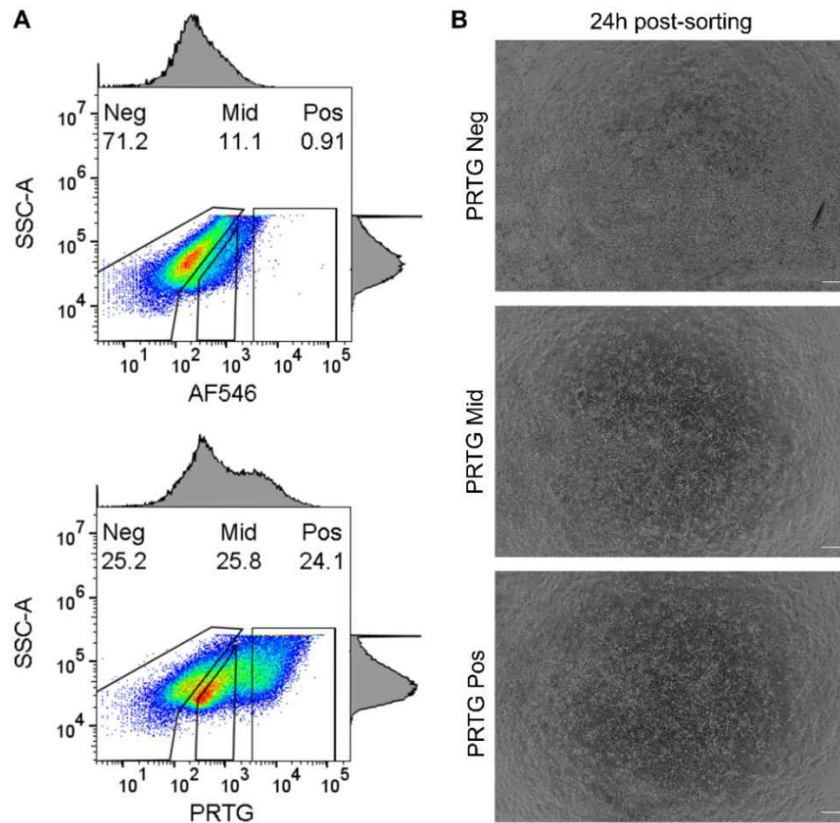 A
Neg Mid Pos
71.2 11.1 0.91
10⁷
10⁶
10⁵
10⁴
SSC-A
10¹ 10² 10³ 10⁴ 10⁵
AF546
Neg Mid Pos
25.2 25.8 24.1
10⁷
10⁶
10⁵
10⁴
SSC-A
10¹ 10² 10³ 10⁴ 10⁵
PRTG
B
24h post-sorting
PRTG Neg
PRTG Mid
PRTG Pos